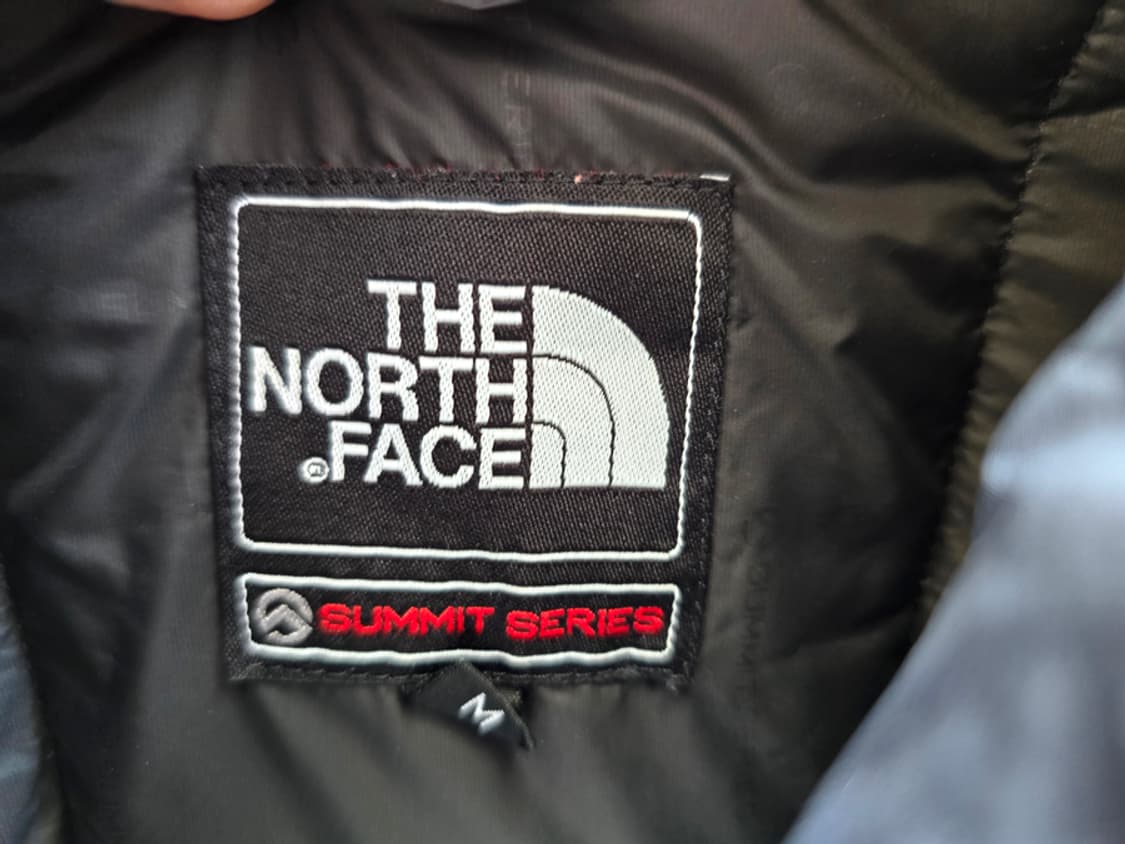 THE
NORTH
®FACE
SUMMIT SERIES
M